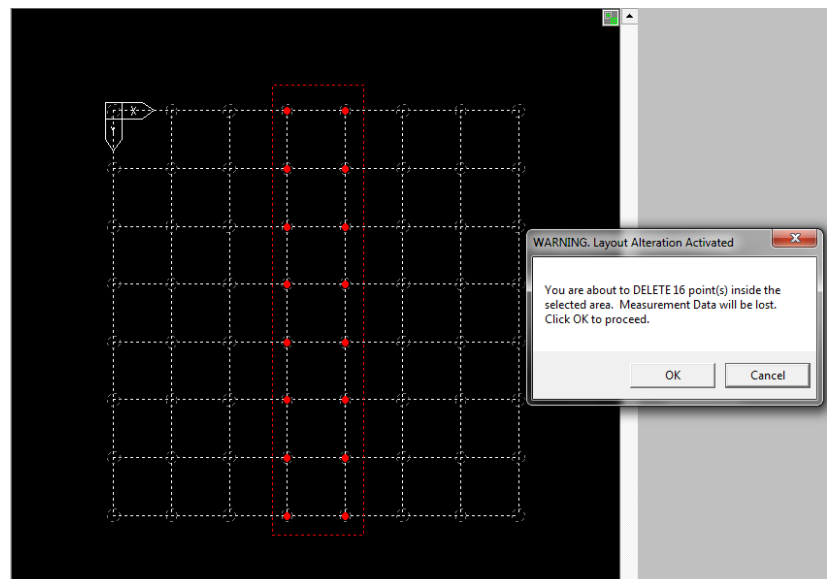 X
Y
WARNING. Layout Alteration Activated
You are about to DELETE 16 point(s) inside the
selected area.  Measurement Data will be lost.
Click OK to proceed.
OK
Cancel